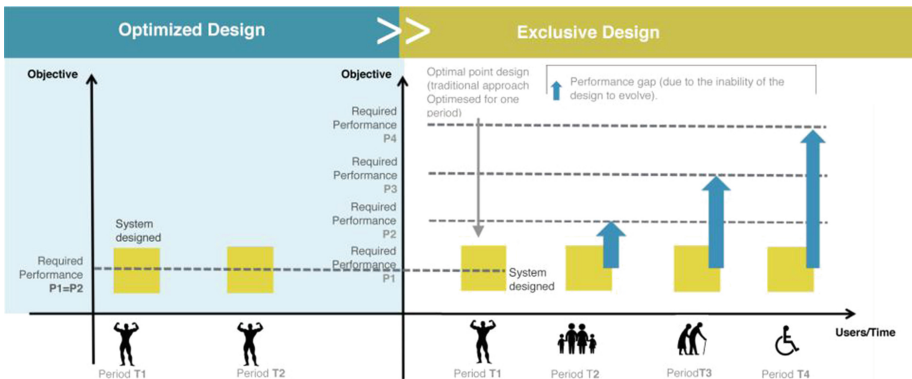 Optimized Design
Exclusive Design
Objective
System
designed
Required
Performance
P1=P2
Period T1
Period T2
Objective
Required
Performance
P4
Required
Performance
P3
Required
Performance
P2
Required
Performance
P1
Optimal point design
(traditional approach
Optimesed for one
period)
Performance gap (due to the inability of the
design to evolve).
System
designed
Users/Time
Period T1
Period T2
PeriodT3
Period T4